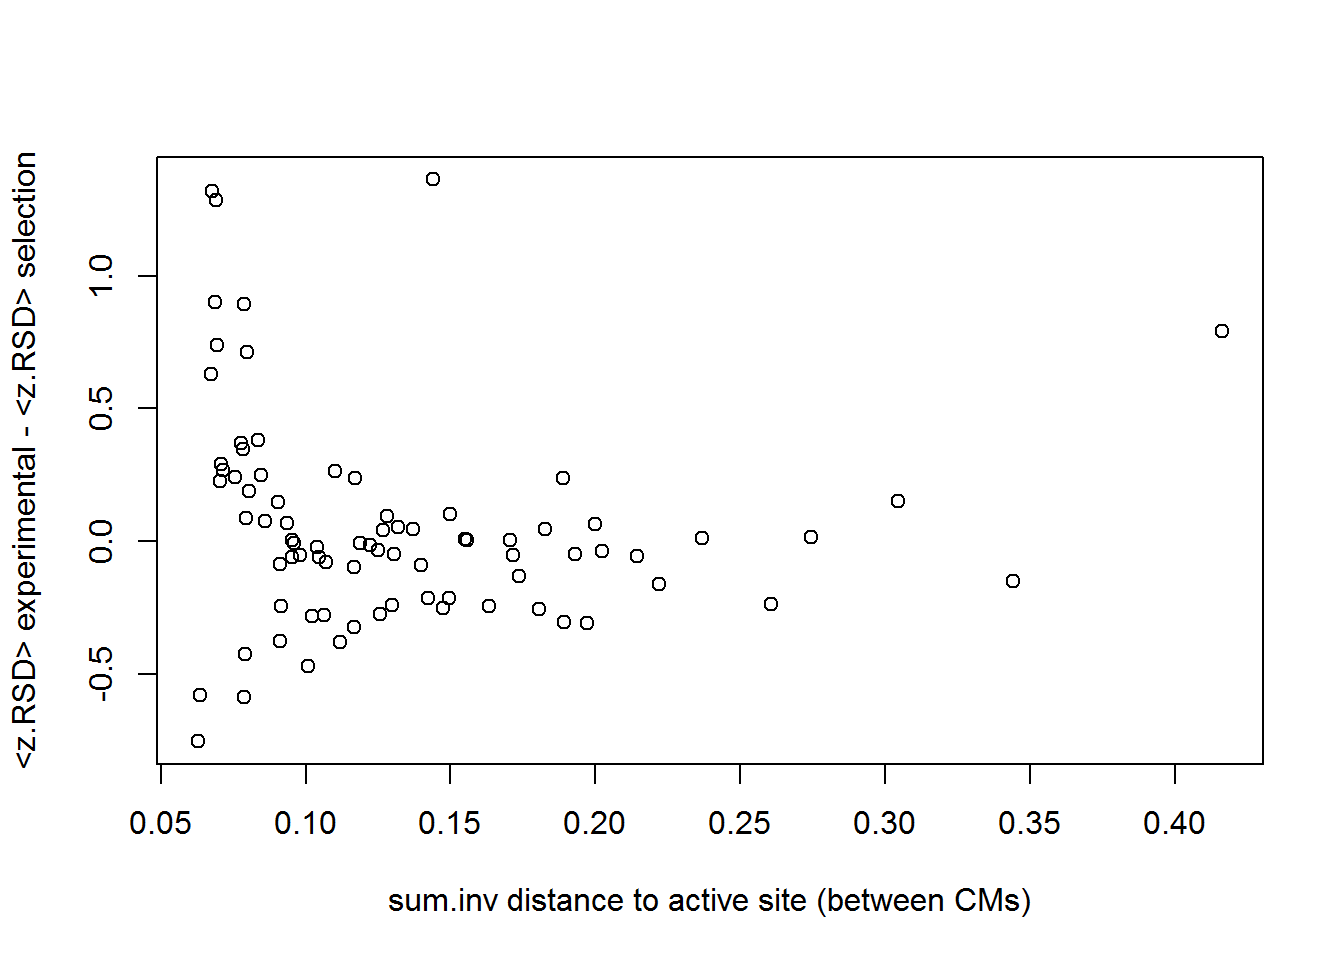 <z.RSD> experimental - <z.RSD> selection
1.0
0.5
0.0
-0.5
0.05 0.10 0.15 0.20 0.25 0.30 0.35 0.40
sum.inv distance to active site (between CMs)